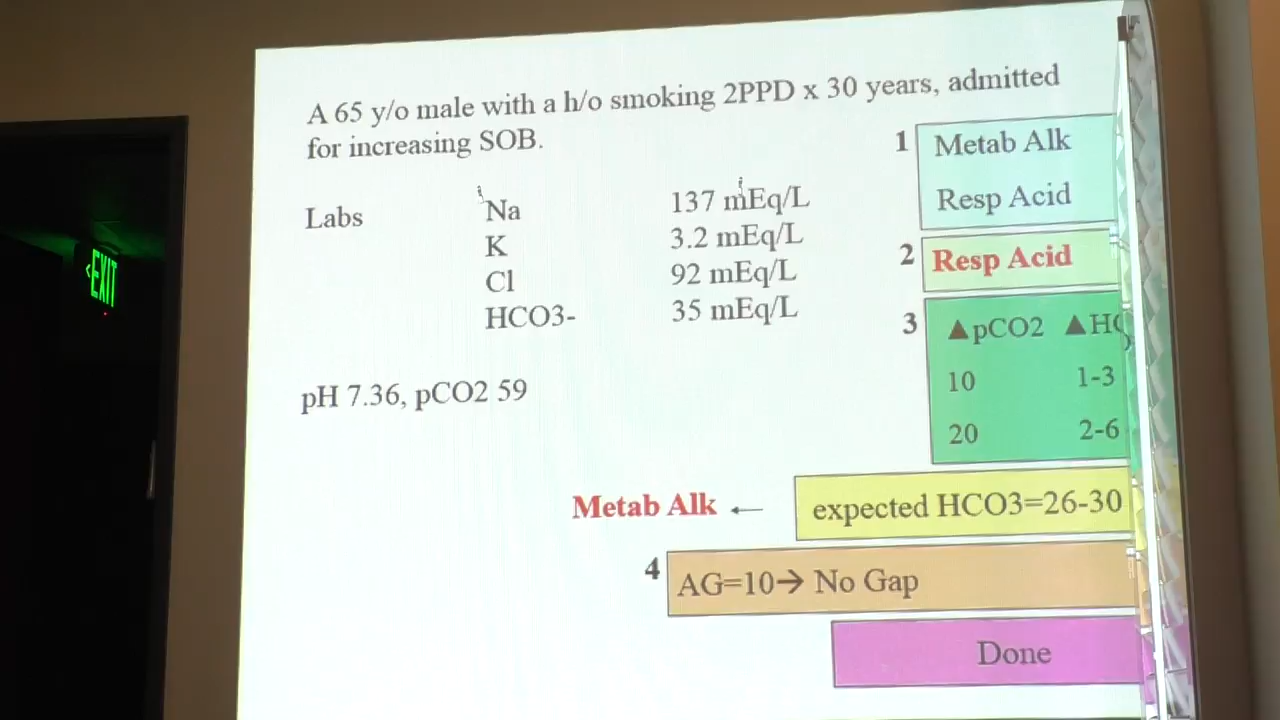 A 65 y/o male with a h/o smoking 2PPD x 30 years, admitted
for increasing SOB.
Labs Na 137 mEq/L
K 3.2 mEq/L
Cl 92 mEq/L
HCO3- 35 mEq/L
pH 7.36, pCO2 59
1 Metab Alk
Resp Acid
2 Resp Acid
3 ▲pCO2 ▲HC
10 1-3
20 2-6
Metab Alk ← expected HCO3=26-30
4 AG=10→ No Gap
Done
EXIT